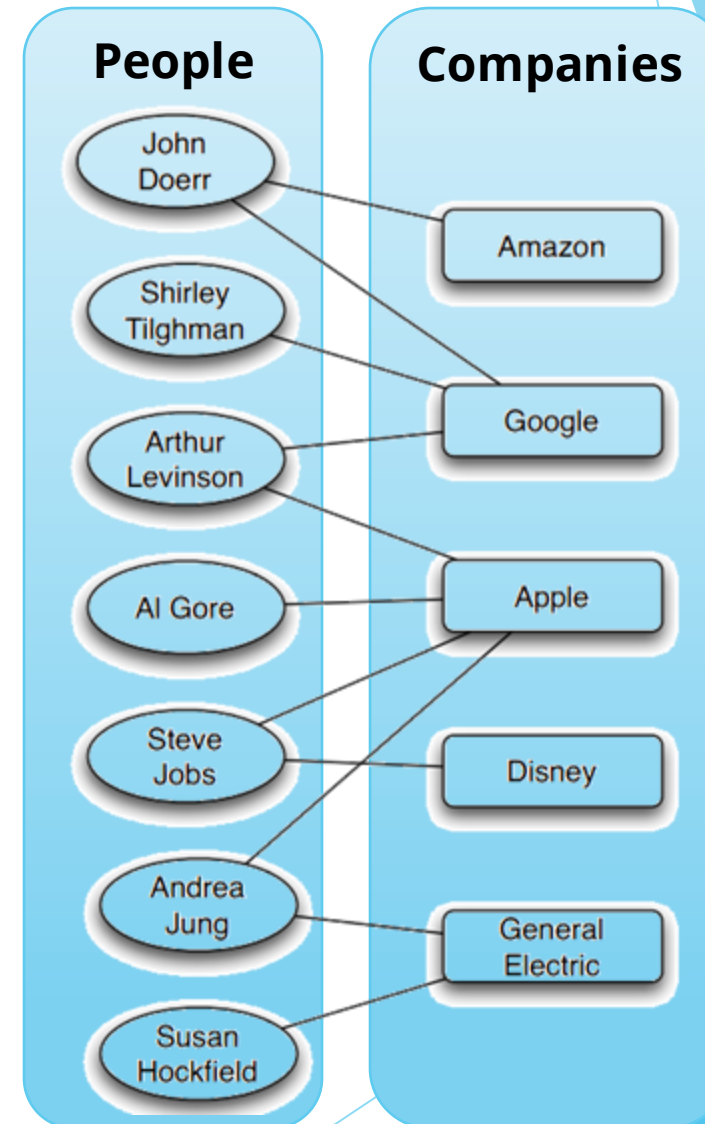 People
John
Doerr
Shirley
Tilghman
Arthur
Levinson
Al Gore
Steve
Jobs
Andrea
Jung
Susan
Hockfield
Companies
Amazon
Google
Apple
Disney
General
Electric